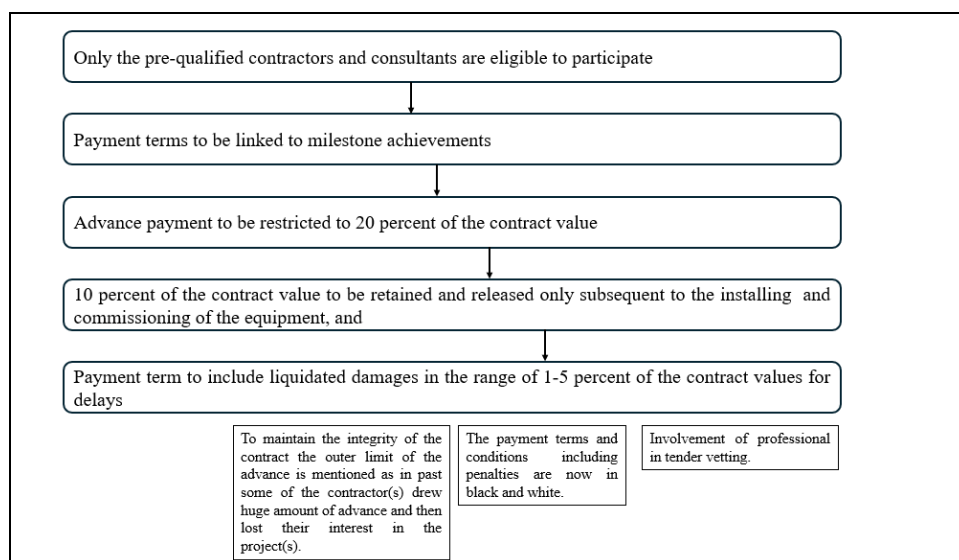 Only the pre-qualified contractors and consultants are eligible to participate
Payment terms to be linked to milestone achievements
Advance payment to be restricted to 20 percent of the contract value
10 percent of the contract value to be retained and released only subsequent to the installing and
commissioning of the equipment, and
Payment term to include liquidated damages in the range of 1-5 percent of the contract values for
delays
To maintain the integrity of the
contract the outer limit of the
advance is mentioned as in past
some of the contractor(s) drew
huge amount of advance and then
lost their interest in the
project(s).
The payment terms and
conditions including
penalties are now in
black and white.
Involvement of professional
in tender vetting.